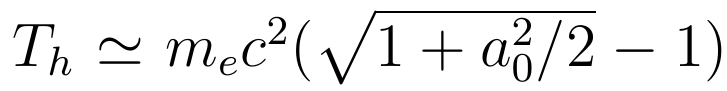 $T_h \simeq m_e c^2 (\sqrt{1 + a_0^2/2} - 1)$